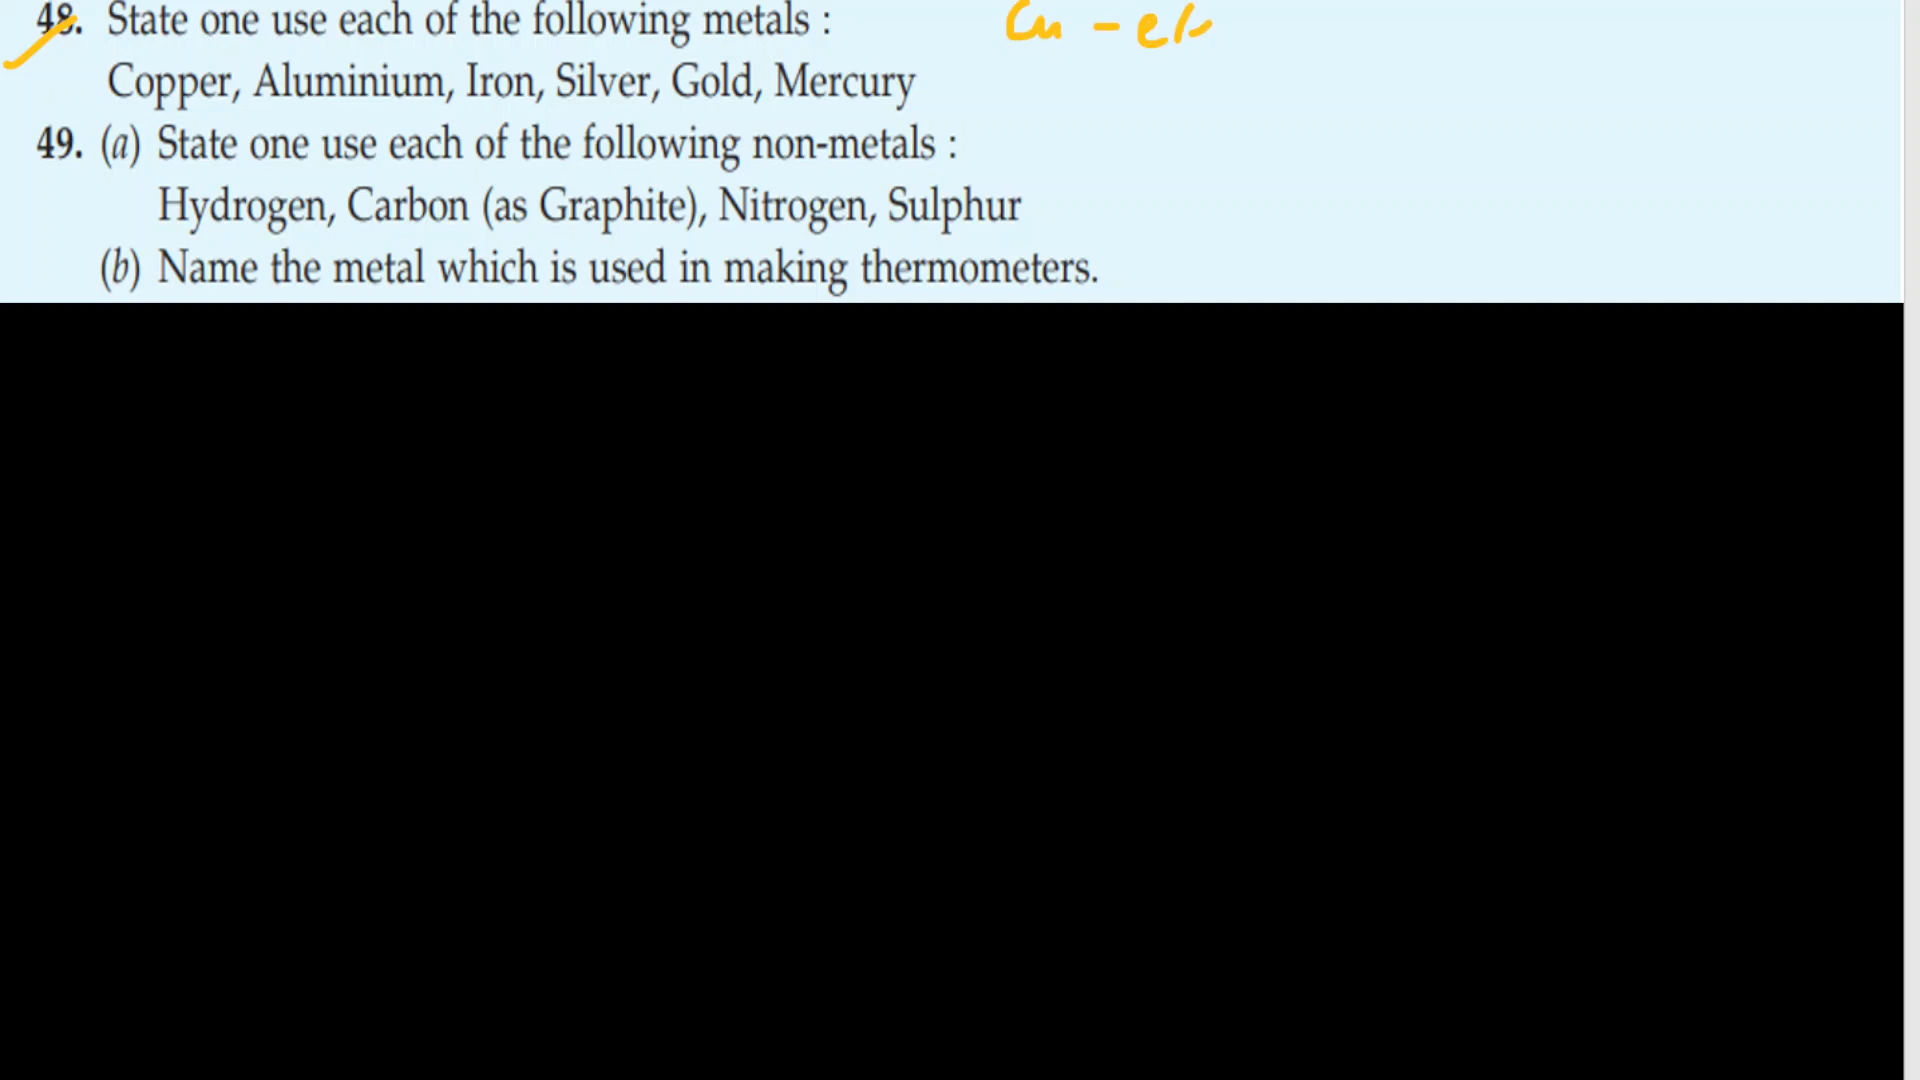 48. State one use each of the following metals : Cu - el
Copper, Aluminium, Iron, Silver, Gold, Mercury
49. (a) State one use each of the following non-metals :
Hydrogen, Carbon (as Graphite), Nitrogen, Sulphur
(b) Name the metal which is used in making thermometers.